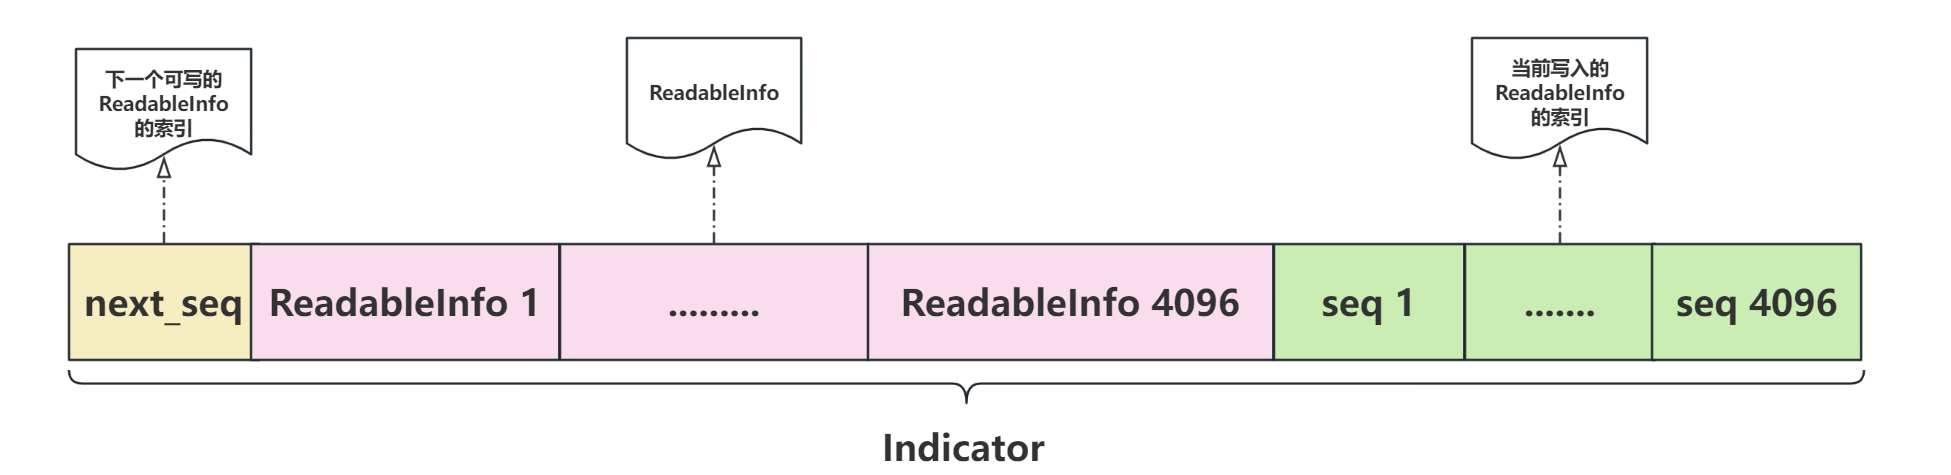 下一个可写的
ReadableInfo
的索引
ReadableInfo
当前写入的
ReadableInfo
的索引
next_seq
ReadableInfo 1
.........
ReadableInfo 4096
seq 1
.......
seq 4096
Indicator